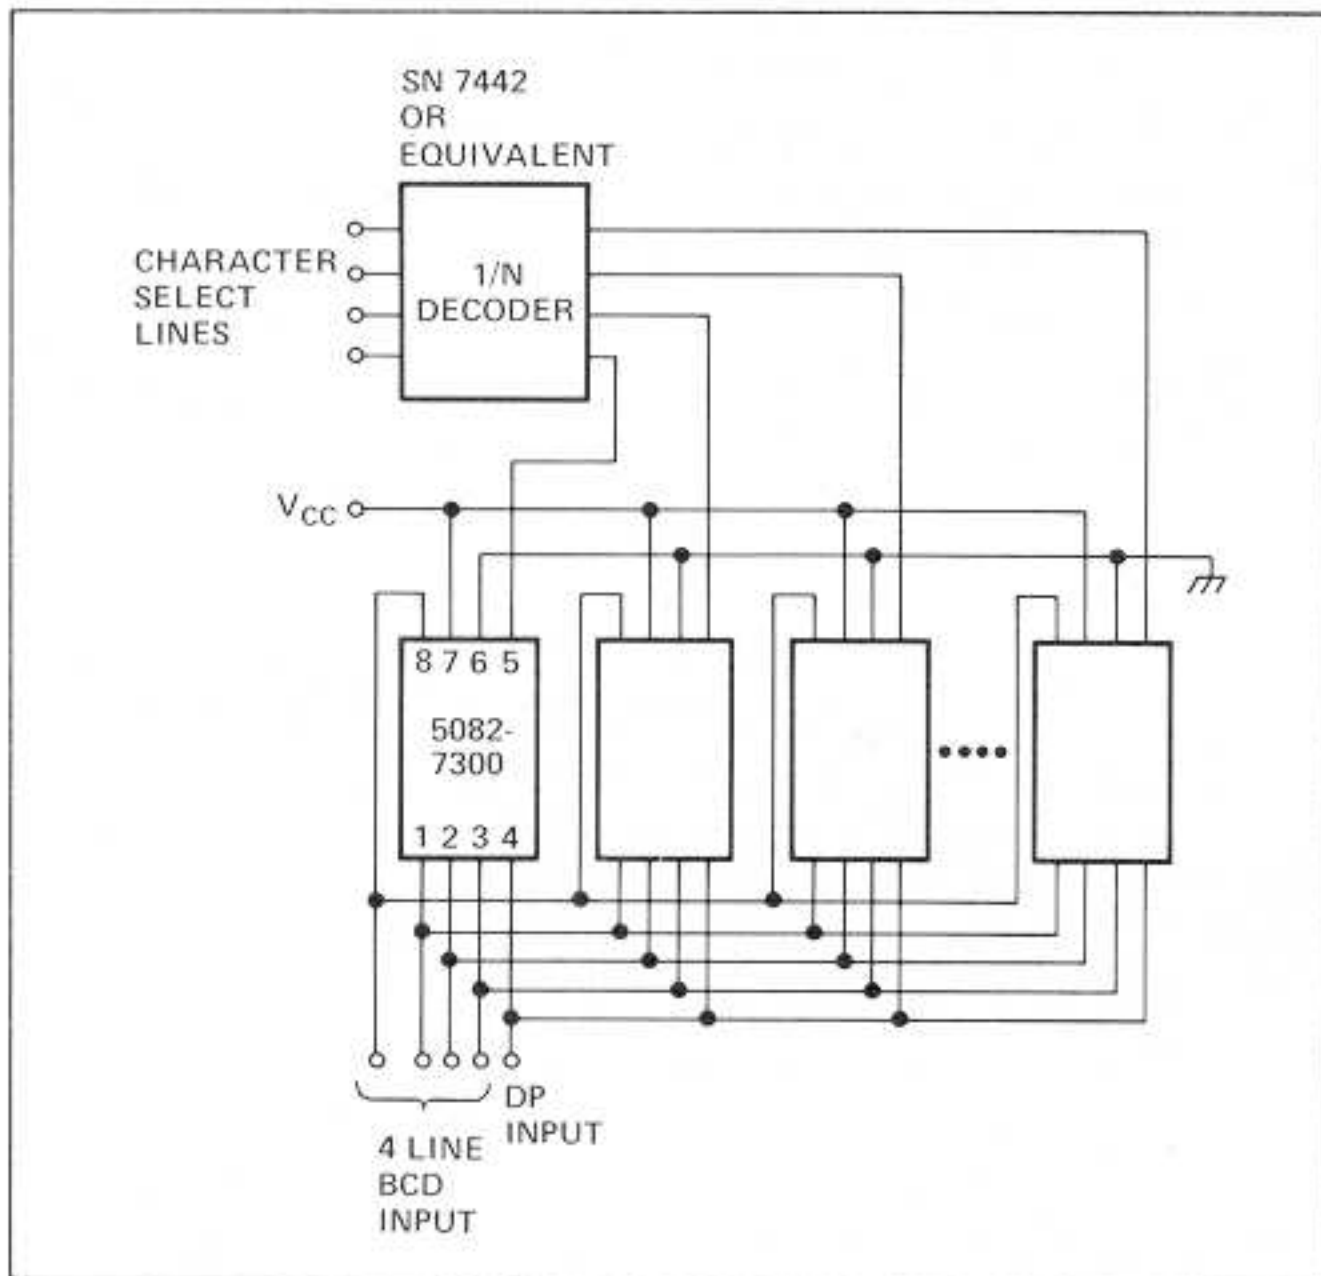 SN 7442
OR
EQUIVALENT
CHARACTER
SELECT
LINES
1/N
DECODER
VCC
8 7 6 5
5082-
7300
1 2 3 4
4 LINE
BCD
INPUT
DP
INPUT